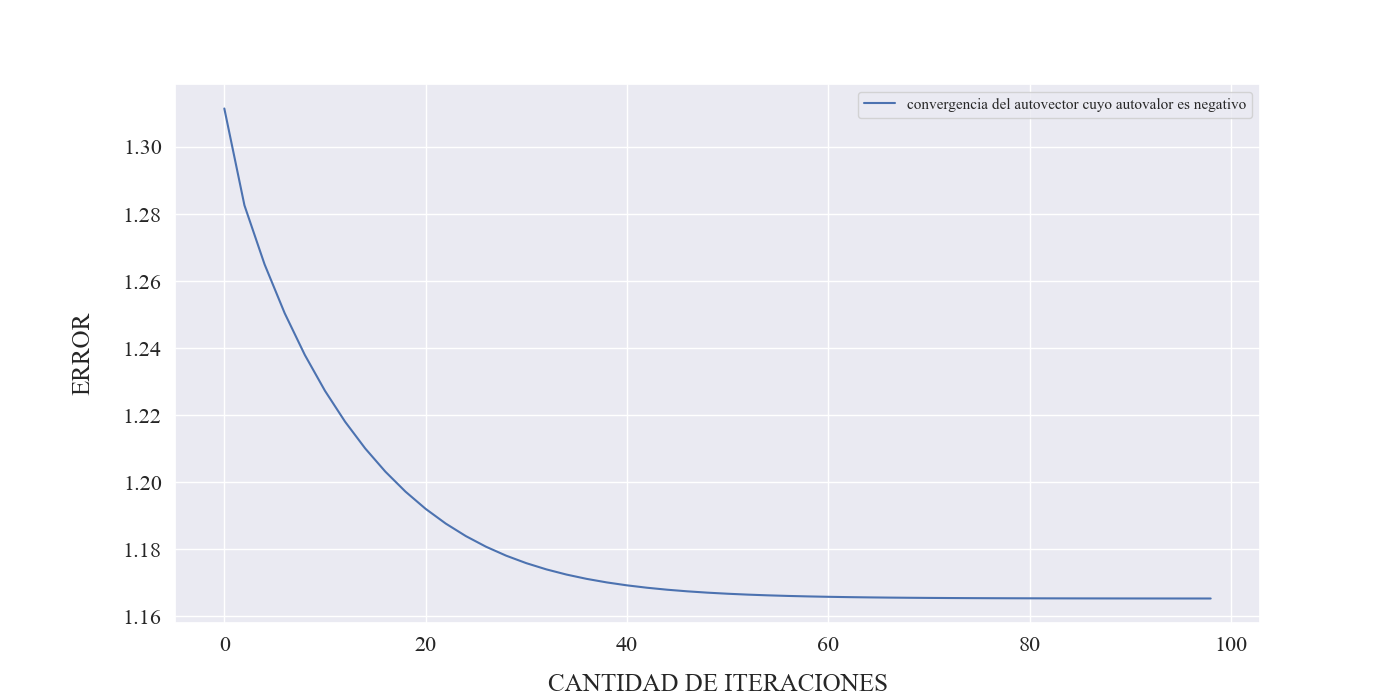 convergencia del autovector cuyo autovalor es negativo
1.30
1.28
1.26
1.24
1.22
1.20
1.18
1.16
ERROR
0 20 40 60 80 100
CANTIDAD DE ITERACIONES